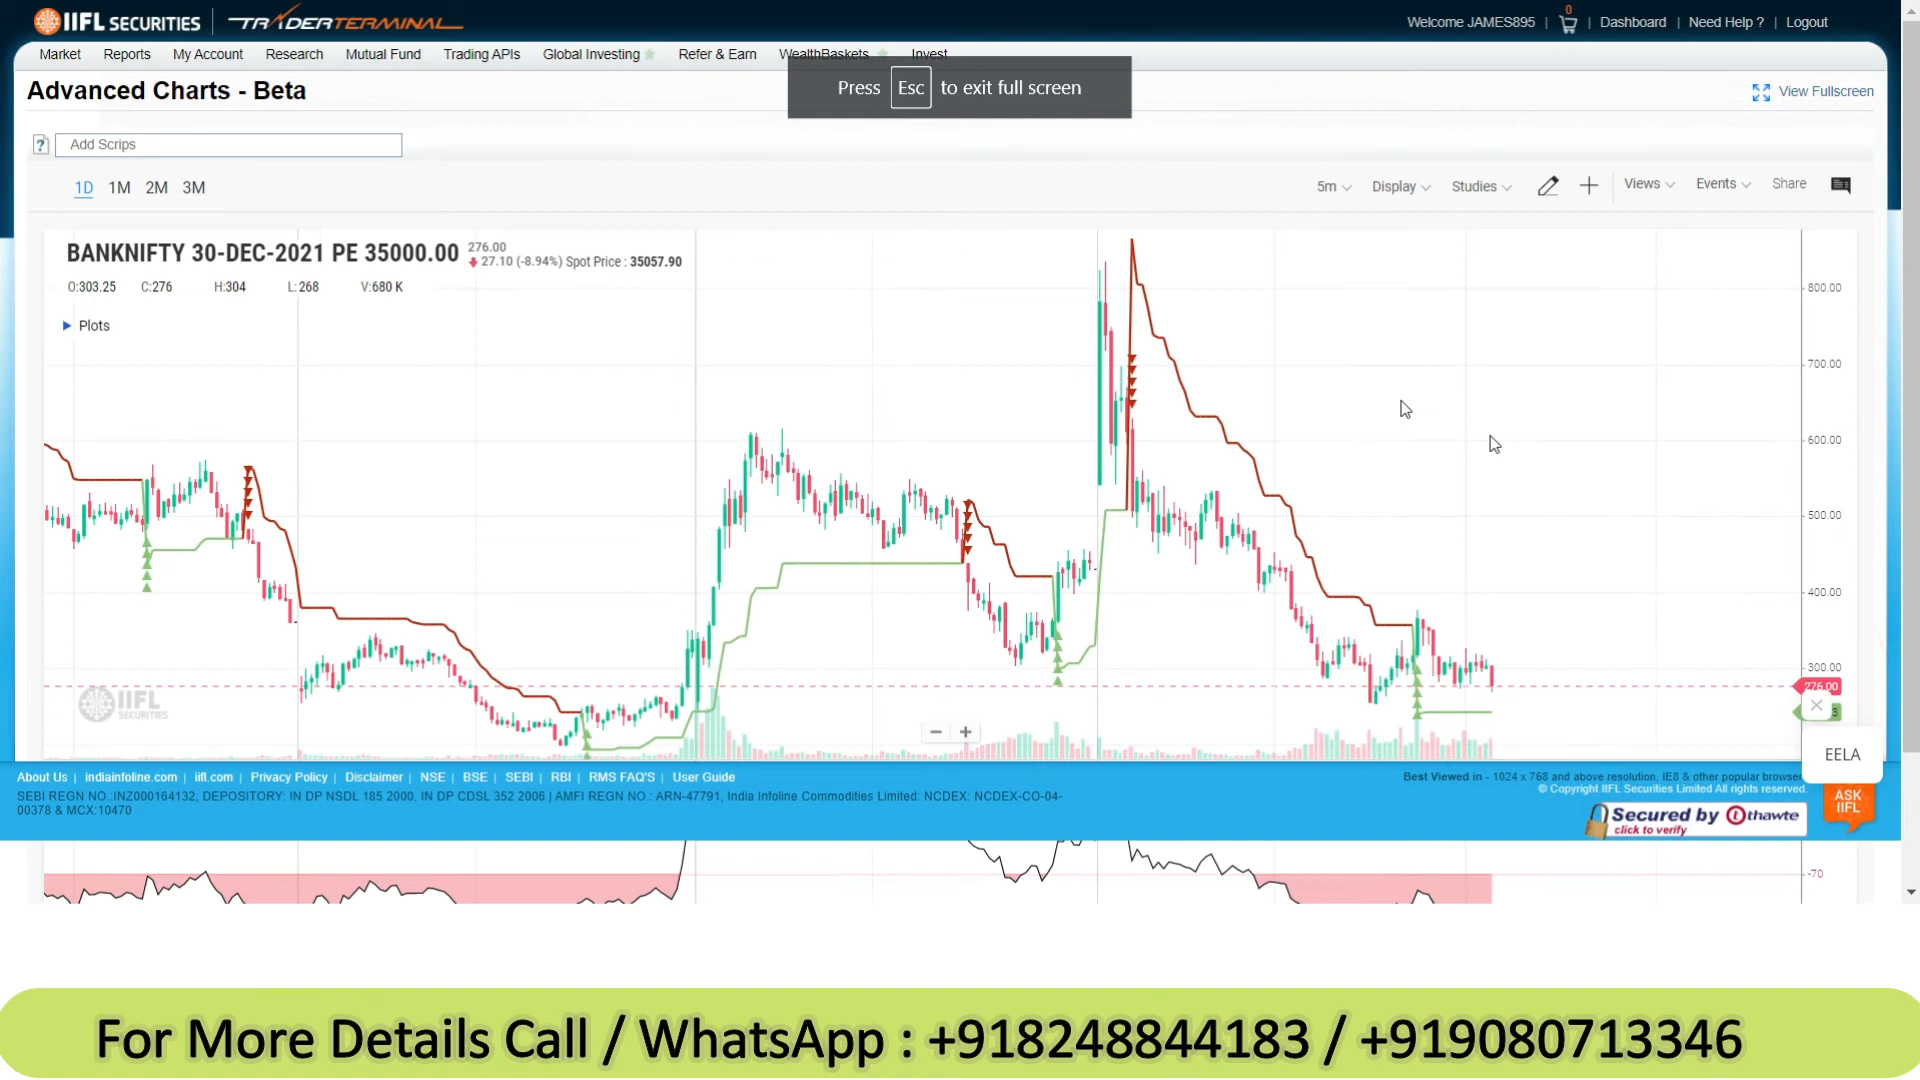 IIFL SECURITIES TRADERTERMINAL
Welcome JAMES895 | 0 | Dashboard | Need Help ? | Logout
Market Reports My Account Research Mutual Fund Trading APIs Global Investing Refer & Earn WealthBaskets Invest
Press Esc to exit full screen
Advanced Charts - Beta
View Fullscreen
? Add Scrips
1D 1M 2M 3M
5m Display Studies Views Events Share
BANKNIFTY 30-DEC-2021 PE 35000.00
276.00
27.10 (-8.94%) Spot Price : 35057.90
O:303.25 C:276 H:304 L:268 V:680 K
Plots
800.00
700.00
600.00
500.00
400.00
300.00
276.00
3
IIFL
SECURITIES
EELA
About Us | indiainfoline.com | iifl.com | Privacy Policy | Disclaimer | NSE | BSE | SEBI | RBI | RMS FAQ'S | User Guide
SEBI REGN NO.:INZ000164132, DEPOSITORY: IN DP NSDL 185 2000, IN DP CDSL 352 2006 | AMFI REGN NO.: ARN-47791, India Infoline Commodities Limited: NCDEX: NCDEX-CO-04-
00378 & MCX:10470
Best Viewed in - 1024 x 768 and above resolution, IE8 & other popular browser
© Copyright IIFL Securities Limited All rights reserved.
Secured by thawte
click to verify
ASK
IIFL
-70
For More Details Call / WhatsApp : +918248844183 / +919080713346